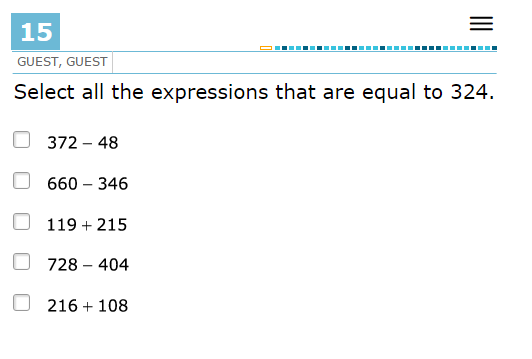 15
GUEST, GUEST
Select all the expressions that are equal to 324.
372 – 48
660 – 346
119 + 215
728 – 404
216 + 108